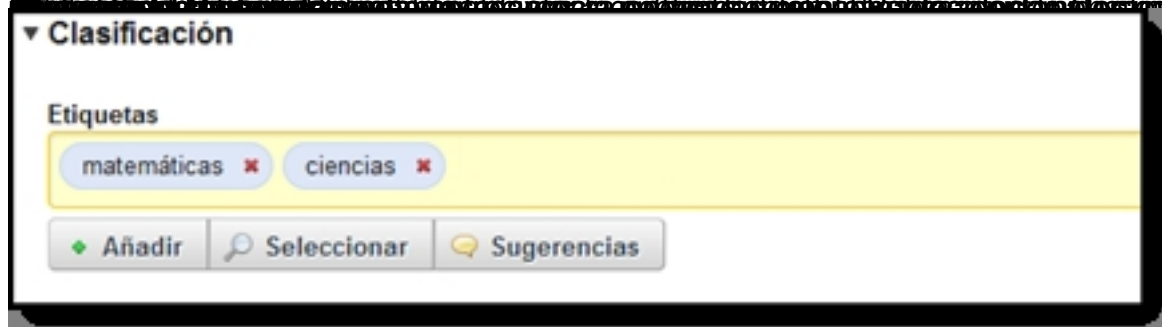 Clasificación
Etiquetas
matemáticas ciencias
Añadir Seleccionar Sugerencias